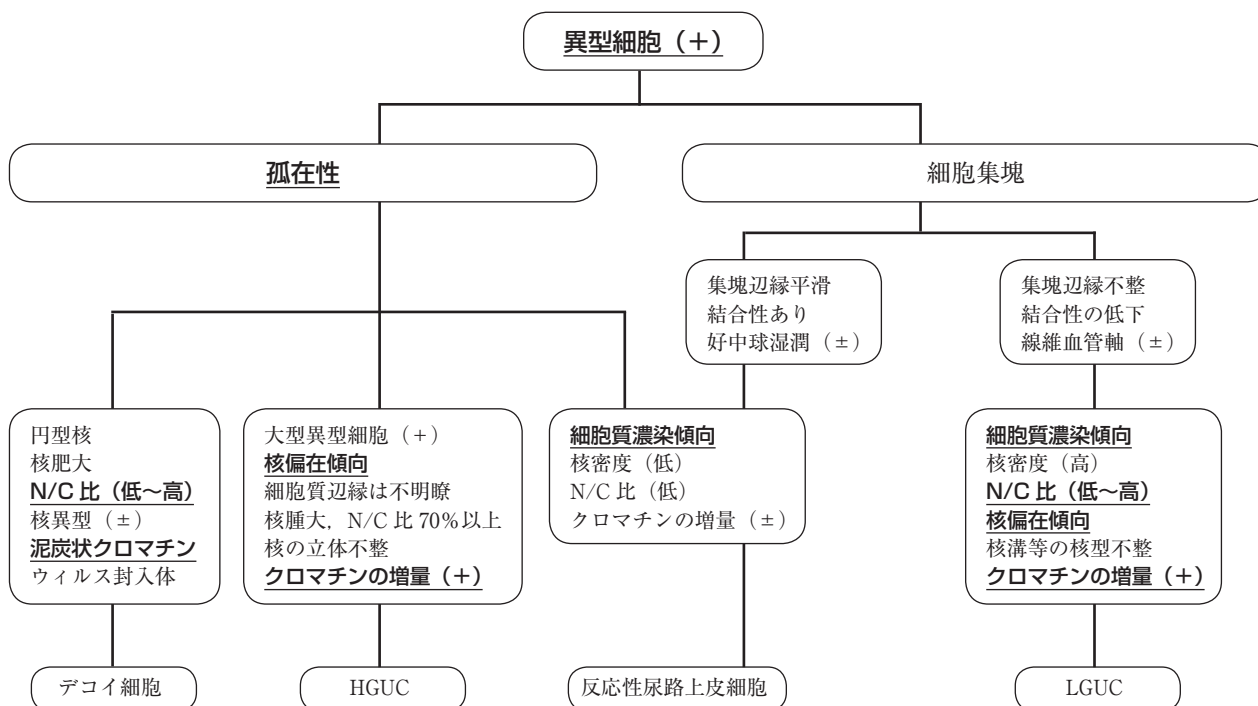 異型細胞（＋）
孤在性
細胞集塊
集塊辺縁平滑
結合性あり
好中球湿潤（±）
集塊辺縁不整
結合性の低下
線維血管軸（±）
円型核
核肥大
N/C 比（低～高）
核異型（±）
泥炭状クロマチン
ウィルス封入体
大型異型細胞（＋）
核偏在傾向
細胞質辺縁は不明瞭
核腫大，N/C 比 70％以上
核の立体不整
クロマチンの増量（＋）
細胞質濃染傾向
核密度（低）
N/C 比（低）
クロマチンの増量（±）
細胞質濃染傾向
核密度（高）
N/C 比（低～高）
核偏在傾向
核溝等の核型不整
クロマチンの増量（＋）
デコイ細胞
HGUC
反応性尿路上皮細胞
LGUC